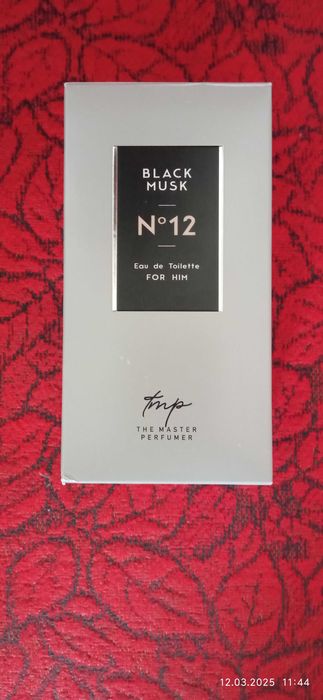 BLACK
MUSK
N°12
Eau de Toilette
FOR HIM
tmp
THE MASTER
PERFUMER
12.03.2025 11:44